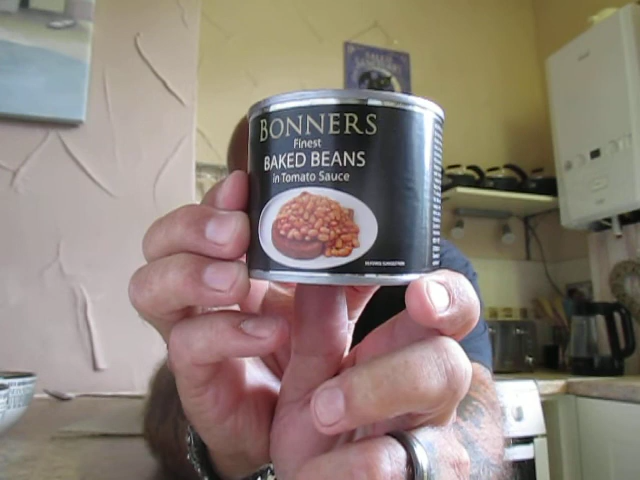 BONNERS
Finest
BAKED BEANS
in Tomato Sauce
SERVING SUGGESTION